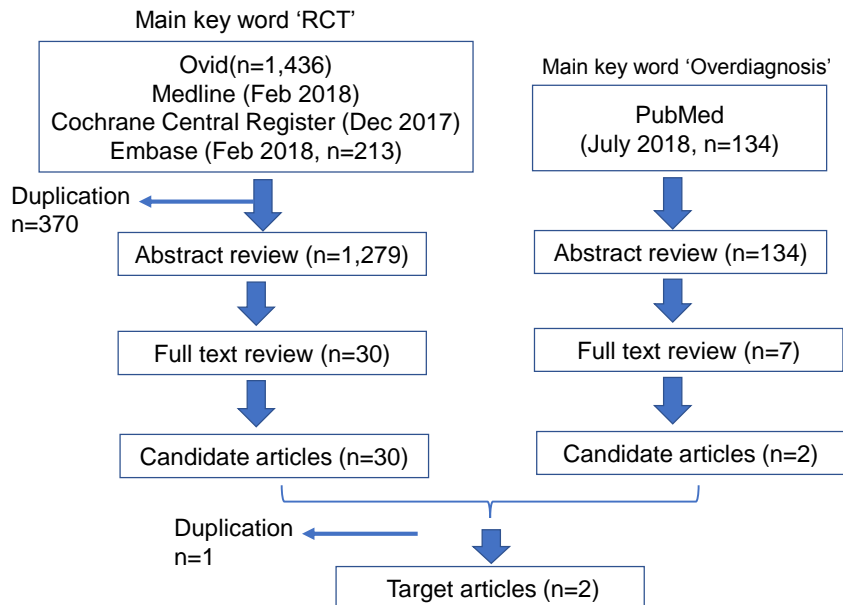 Main key word ‘RCT’
Ovid(n=1,436)
Medline (Feb 2018)
Cochrane Central Register (Dec 2017)
Embase (Feb 2018, n=213)
Duplication
n=370
Abstract review (n=1,279)
Full text review (n=30)
Candidate articles (n=30)
Main key word ‘Overdiagnosis’
PubMed
(July 2018, n=134)
Abstract review (n=134)
Full text review (n=7)
Candidate articles (n=2)
Duplication
n=1
Target articles (n=2)